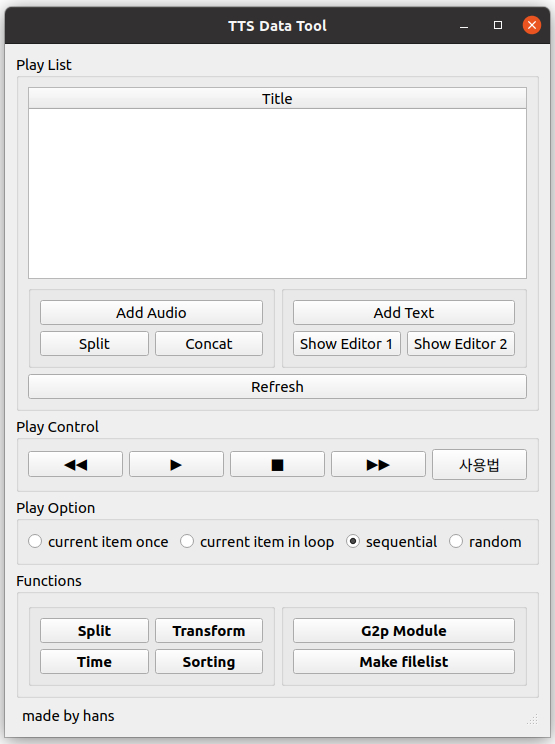 TTS Data Tool
Play List
Title
Add Audio
Add Text
Split Concat
Show Editor 1 Show Editor 2
Refresh
Play Control
◀◀ ▶ ■ ▶▶ 사용법
Play Option
current item once current item in loop sequential random
Functions
Split Transform G2p Module
Time Sorting Make filelist
made by hans